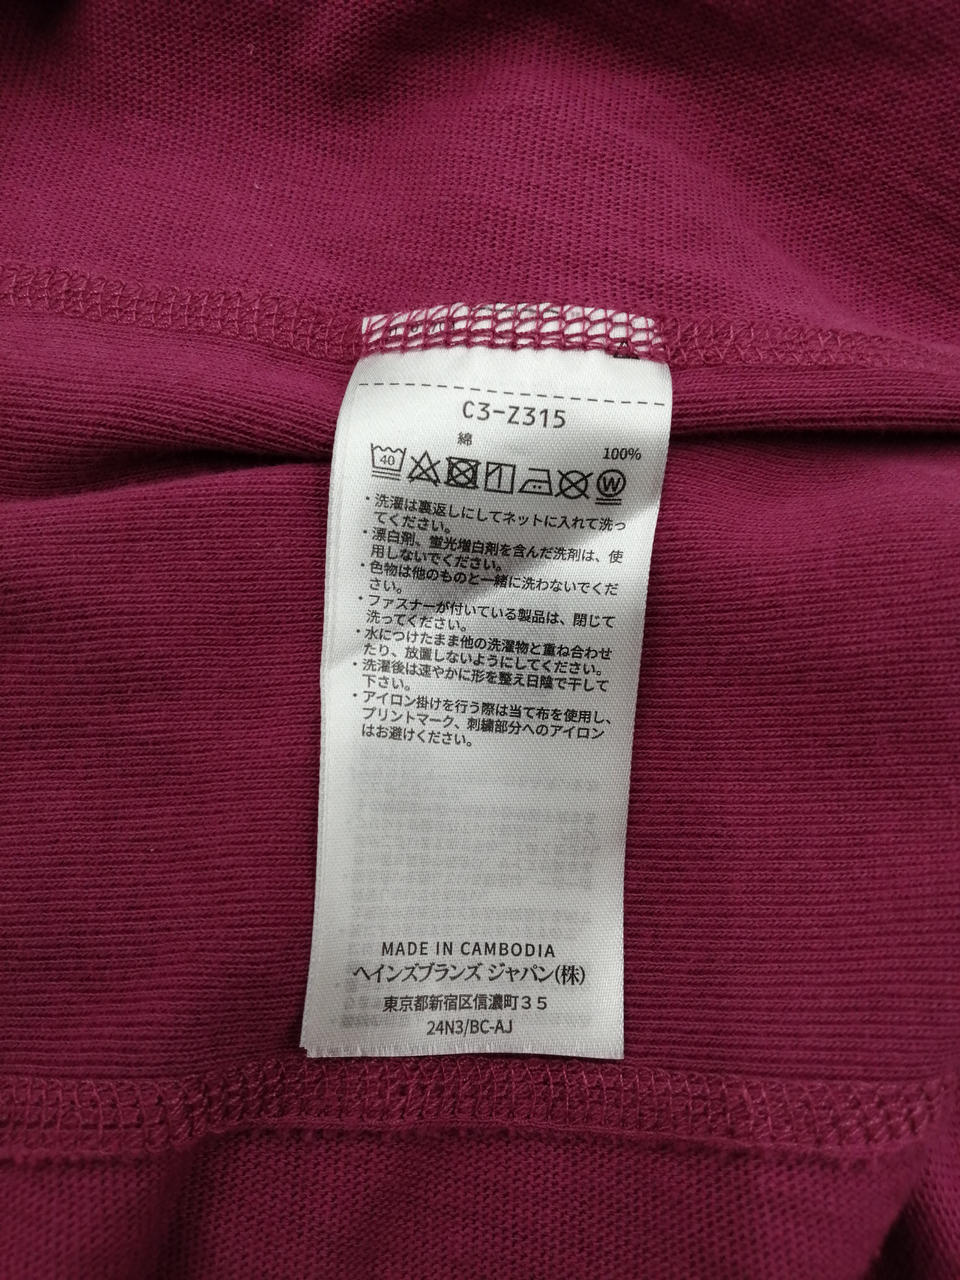 C3-Z315
綿
100%
40
W
・洗濯は裏返しにしてネットに入れて洗っ
てください。
・漂白剤、蛍光増白剤を含んだ洗剤は、使
用しないでください。
・色物は他のものと一緒に洗わないでくだ
さい。
・ファスナーが付いている製品は、閉じて
洗ってください。
・水につけたまま他の洗濯物と重ね合わせ
たり、放置しないようにしてください。
・洗濯後は速やかに形を整え日陰で干して
下さい。
・アイロン掛けを行う際は当て布を使用し、
プリントマーク、刺繍部分へのアイロン
はお避けください。
MADE IN CAMBODIA
ヘインズブランズ ジャパン(株)
東京都新宿区信濃町35
24N3/BC-AJ